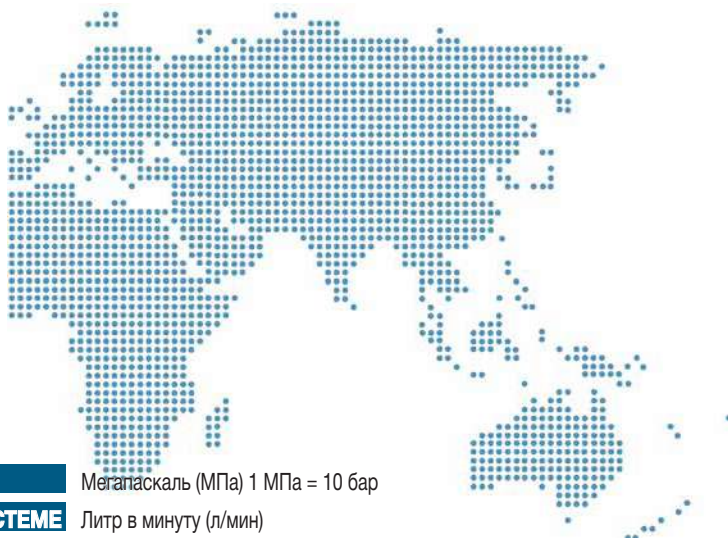 Мегапаскаль (МПа) 1 МПа = 10 бар
СТЕМЕ Литр в минуту (л/мин)